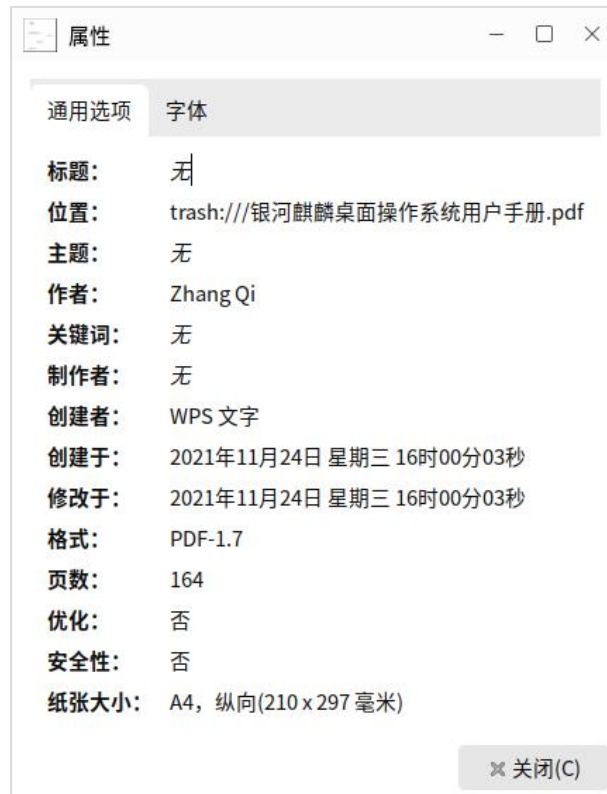 属性
通用选项 字体
标题： 无
位置： trash:///银河麒麟桌面操作系统用户手册.pdf
主题： 无
作者： Zhang Qi
关键词： 无
制作者： 无
创建者： WPS 文字
创建于： 2021年11月24日 星期三 16时00分03秒
修改于： 2021年11月24日 星期三 16时00分03秒
格式： PDF-1.7
页数： 164
优化： 否
安全性： 否
纸张大小： A4，纵向(210 x 297 毫米)
关闭(C)